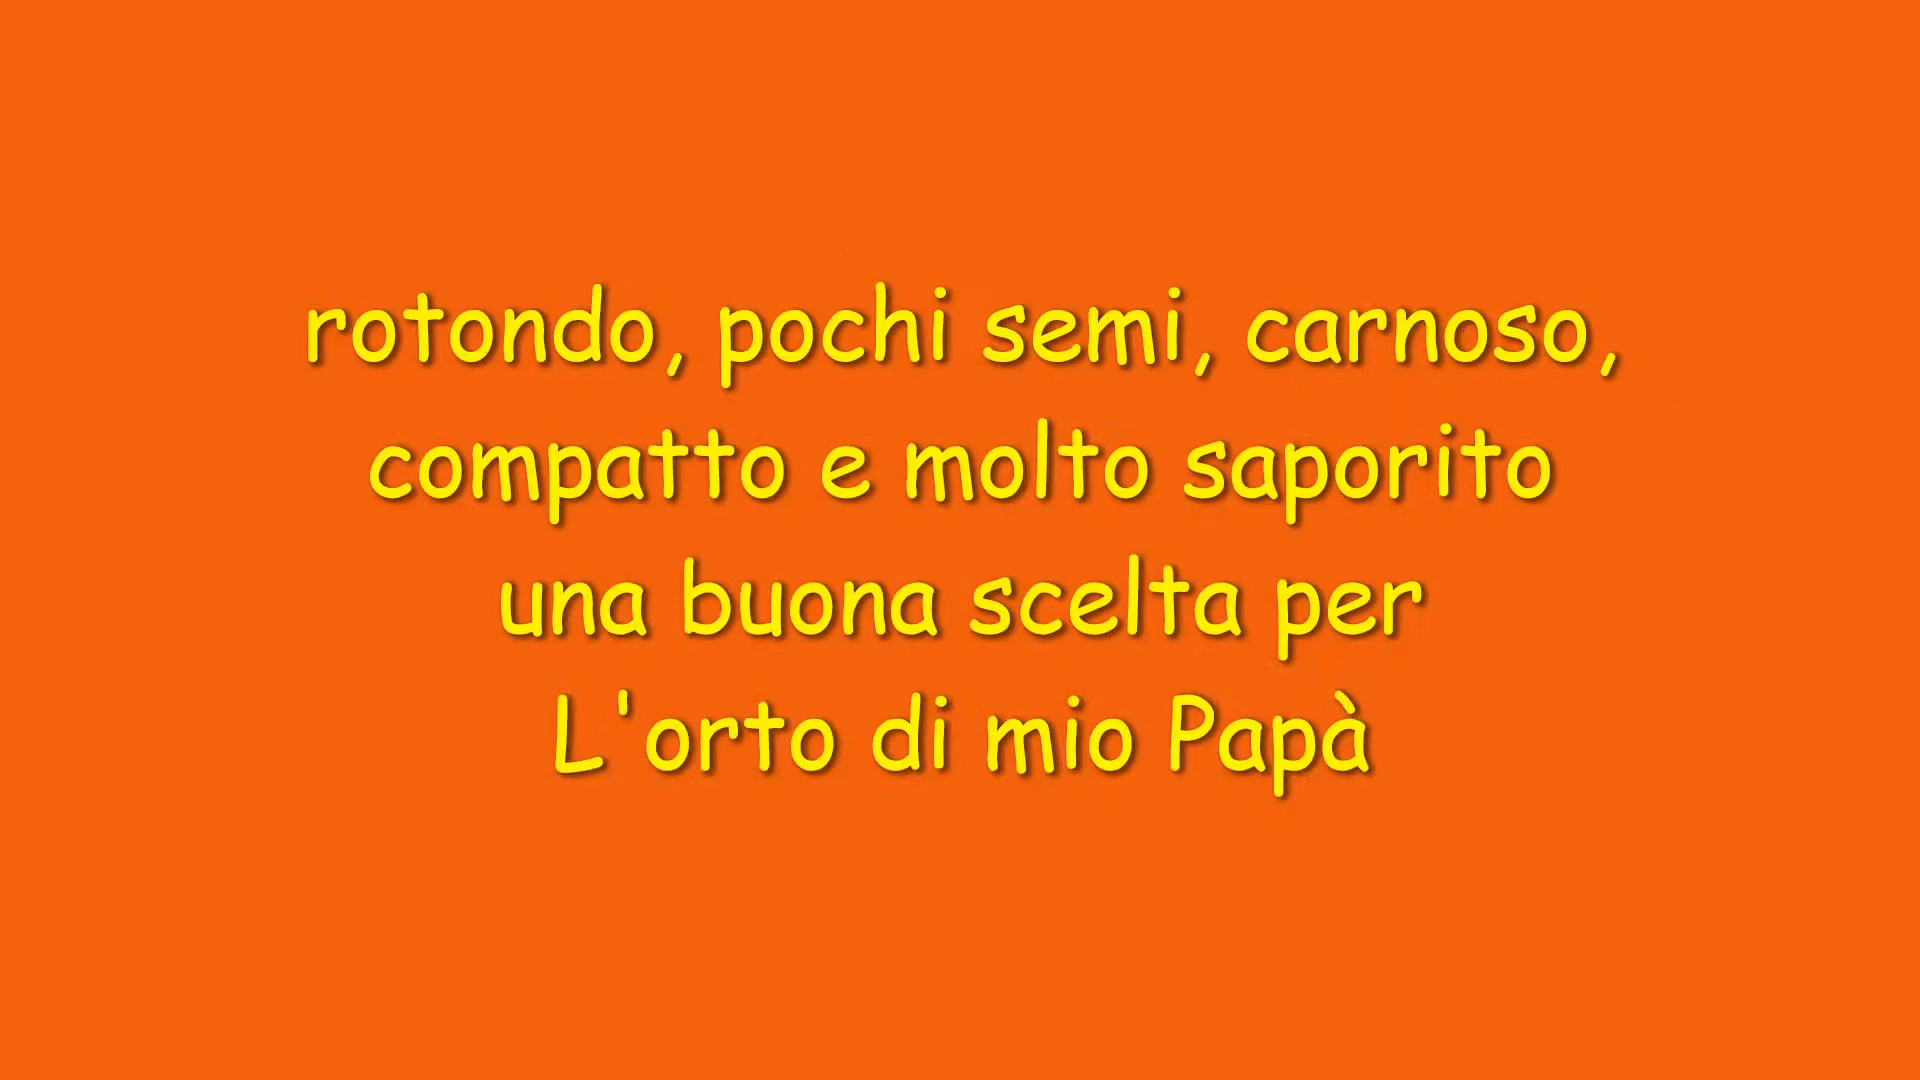 rotondo, pochi semi, carnoso,
compatto e molto saporito
una buona scelta per
L'orto di mio Papà